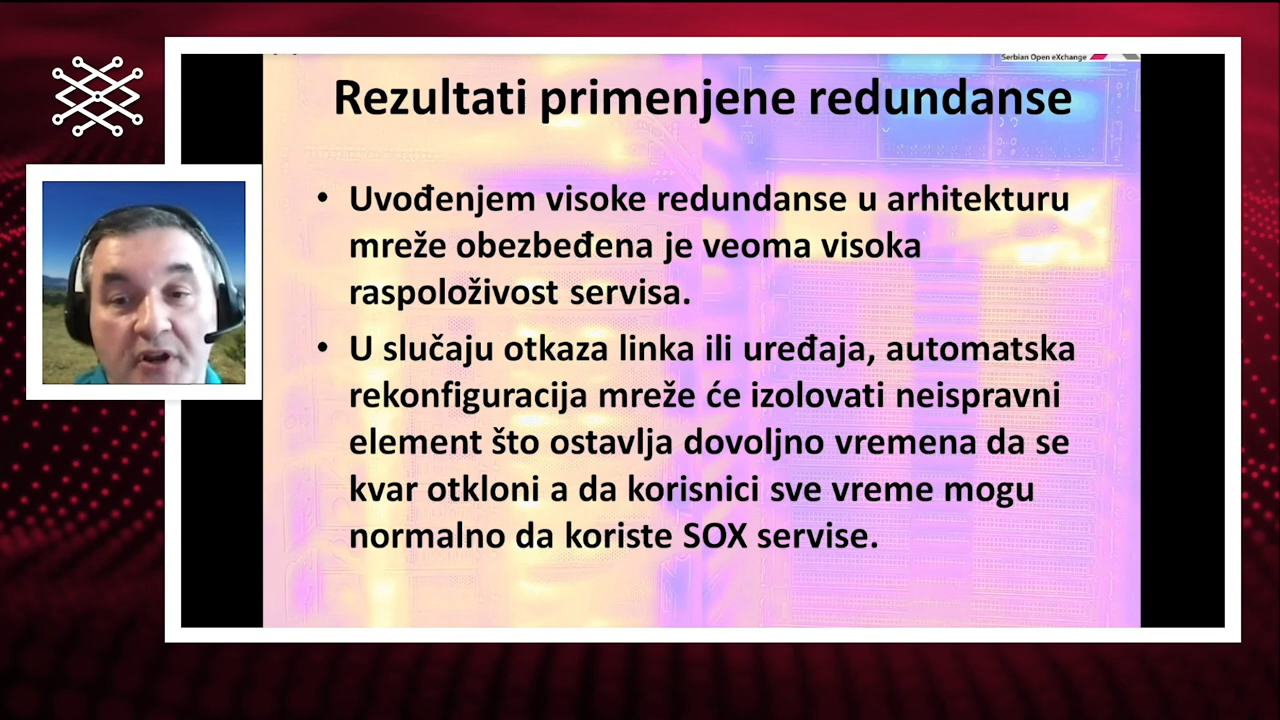 Serbian Open eXchange
Rezultati primenjene redundanse
• Uvođenjem visoke redundanse u arhitekturu
mreže obezbeđena je veoma visoka
raspoloživost servisa.
• U slučaju otkaza linka ili uređaja, automatska
rekonfiguracija mreže će izolovati neispravni
element što ostavlja dovoljno vremena da se
kvar otkloni a da korisnici sve vreme mogu
normalno da koriste SOX servise.